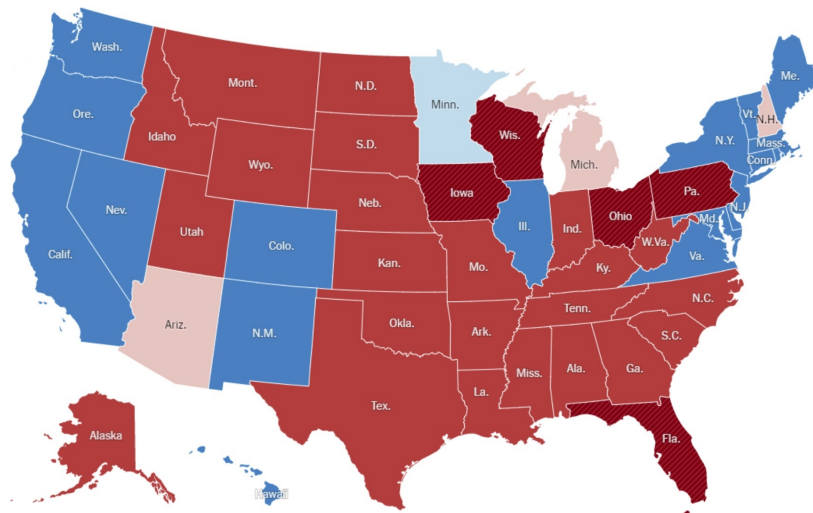 Wash.
Mont.
N.D.
Minn.
Me.
Ore.
Idaho
S.D.
Wis.
Mich.
Vt.
N.H.
N.Y.
Mass.
Conn.
Wyo.
Iowa
Pa.
Nev.
Neb.
Ohio
N.J.
Utah
Colo.
Ill.
Ind.
Md.
Calif.
Kan.
Mo.
W.Va.
Va.
Ky.
Ariz.
N.M.
Okla.
Ark.
Tenn.
N.C.
S.C.
Tex.
La.
Miss.
Ala.
Ga.
Alaska
Fla.
Hawaii